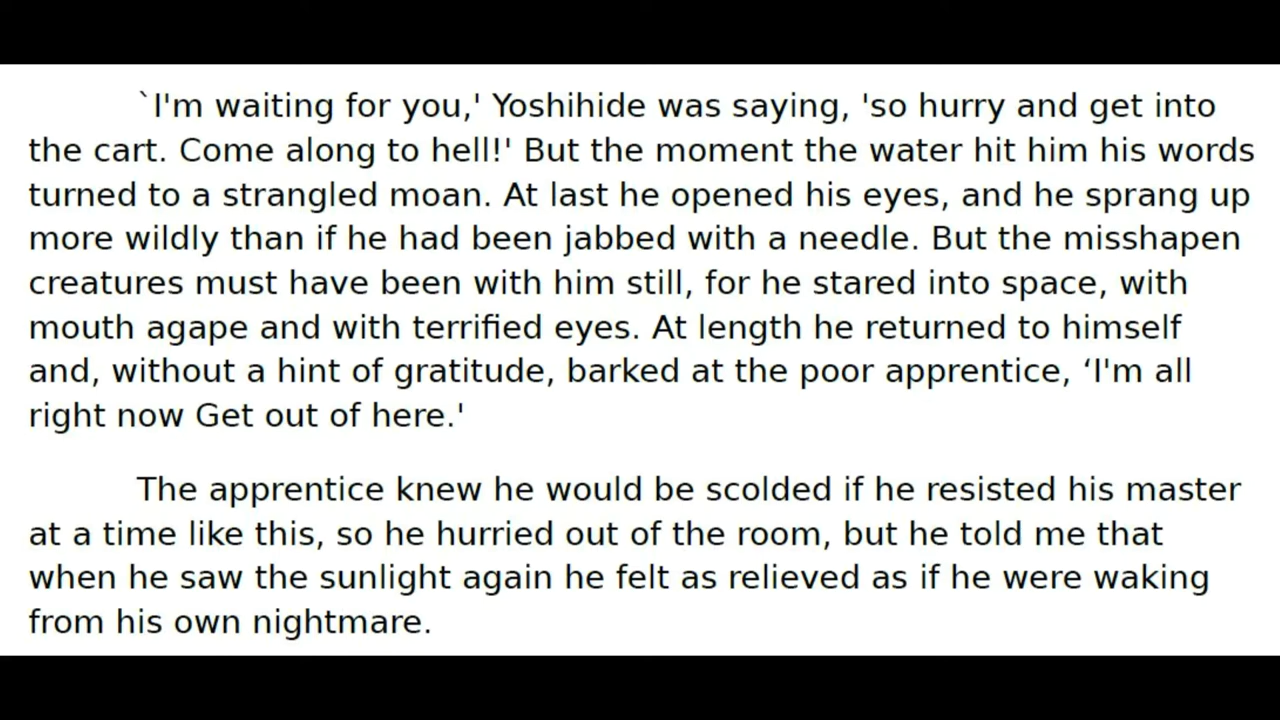 `I'm waiting for you,' Yoshihide was saying, 'so hurry and get into
the cart. Come along to hell!' But the moment the water hit him his words
turned to a strangled moan. At last he opened his eyes, and he sprang up
more wildly than if he had been jabbed with a needle. But the misshapen
creatures must have been with him still, for he stared into space, with
mouth agape and with terrified eyes. At length he returned to himself
and, without a hint of gratitude, barked at the poor apprentice, ‘I'm all
right now Get out of here.'
The apprentice knew he would be scolded if he resisted his master
at a time like this, so he hurried out of the room, but he told me that
when he saw the sunlight again he felt as relieved as if he were waking
from his own nightmare.